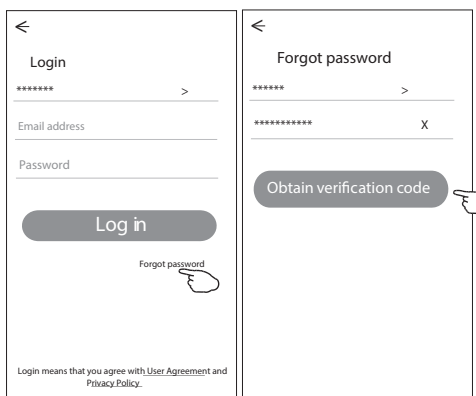 Login
******* >
Email address
Password
Log in
Forgot password
Login means that you agree with User Agreement and
Privacy Policy
Forgot password
****** >
*********** X
Obtain verification code